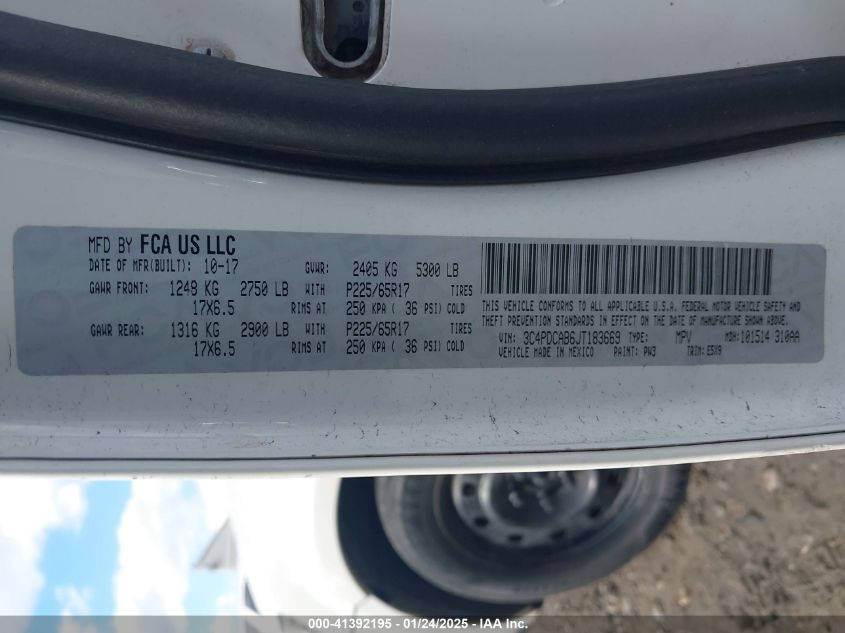 MFD BY FCA US LLC
DATE OF MFR(BUILT): 10-17 GVWR: 2405 KG 5300 LB
GAWR FRONT: 1248 KG 2750 LB WITH P225/65R17 TIRES
17X6.5 RIMS AT 250 KPA ( 36 PSI) COLD
GAWR REAR: 1316 KG 2900 LB WITH P225/65R17 TIRES
17X6.5 RIMS AT 250 KPA ( 36 PSI) COLD
THIS VEHICLE CONFORMS TO ALL APPLICABLE U.S.A. FEDERAL MOTOR VEHICLE SAFETY AND
THEFT PREVENTION STANDARDS IN EFFECT ON THE DATE OF MANUFACTURE SHOWN ABOVE.
VIN: 3C4PDCAB6JT183669 TYPE: MPV MDH:101514 310AA
VEHICLE MADE IN MEXICO PAINT: PW3 TRIM: E5X9
000-41392195 - 01/24/2025 - IAA Inc.